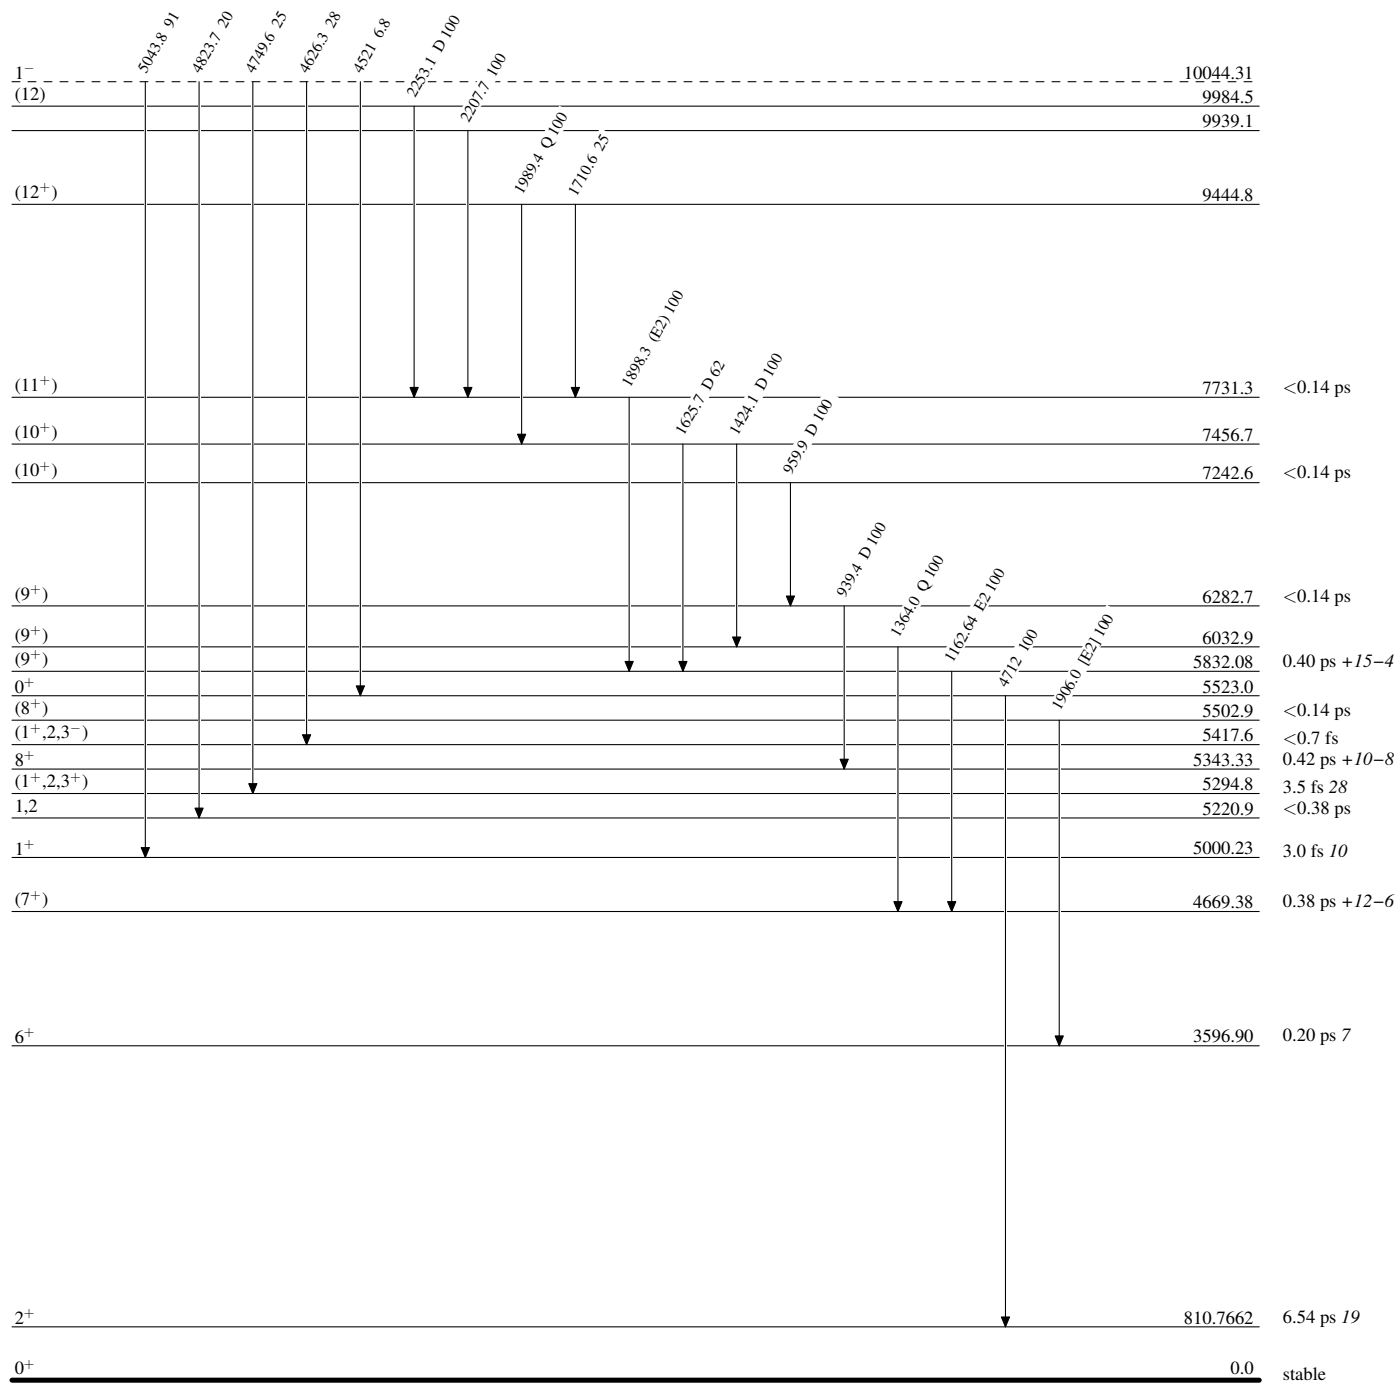 5043.8 91
4823.7 20
4749.6 25
4626.3 28
4521 6.8
2253.1 D 100
2207.7 100
1989.4 Q 100
1710.6 25
1898.3 (E2) 100
1625.7 D 62
1424.1 D 100
959.9 D 100
939.4 D 100
1364.0 Q 100
1162.64 E2 100
4712 100
1906.0 [E2] 100
1⁻ 10044.31
(12) 9984.5
9939.1
(12⁺) 9444.8
(11⁺) 7731.3 <0.14 ps
(10⁺) 7456.7
(10⁺) 7242.6 <0.14 ps
(9⁺) 6282.7 <0.14 ps
(9⁺) 6032.9
(9⁺) 5832.08 0.40 ps +15−4
0⁺ 5523.0
(8⁺) 5502.9 <0.14 ps
(1⁺,2,3⁻) 5417.6 <0.7 fs
8⁺ 5343.33 0.42 ps +10−8
(1⁺,2,3⁺) 5294.8 3.5 fs 28
1,2 5220.9 <0.38 ps
1⁺ 5000.23 3.0 fs 10
(7⁺) 4669.38 0.38 ps +12−6
6⁺ 3596.90 0.20 ps 7
2⁺ 810.7662 6.54 ps 19
0⁺ 0.0 stable